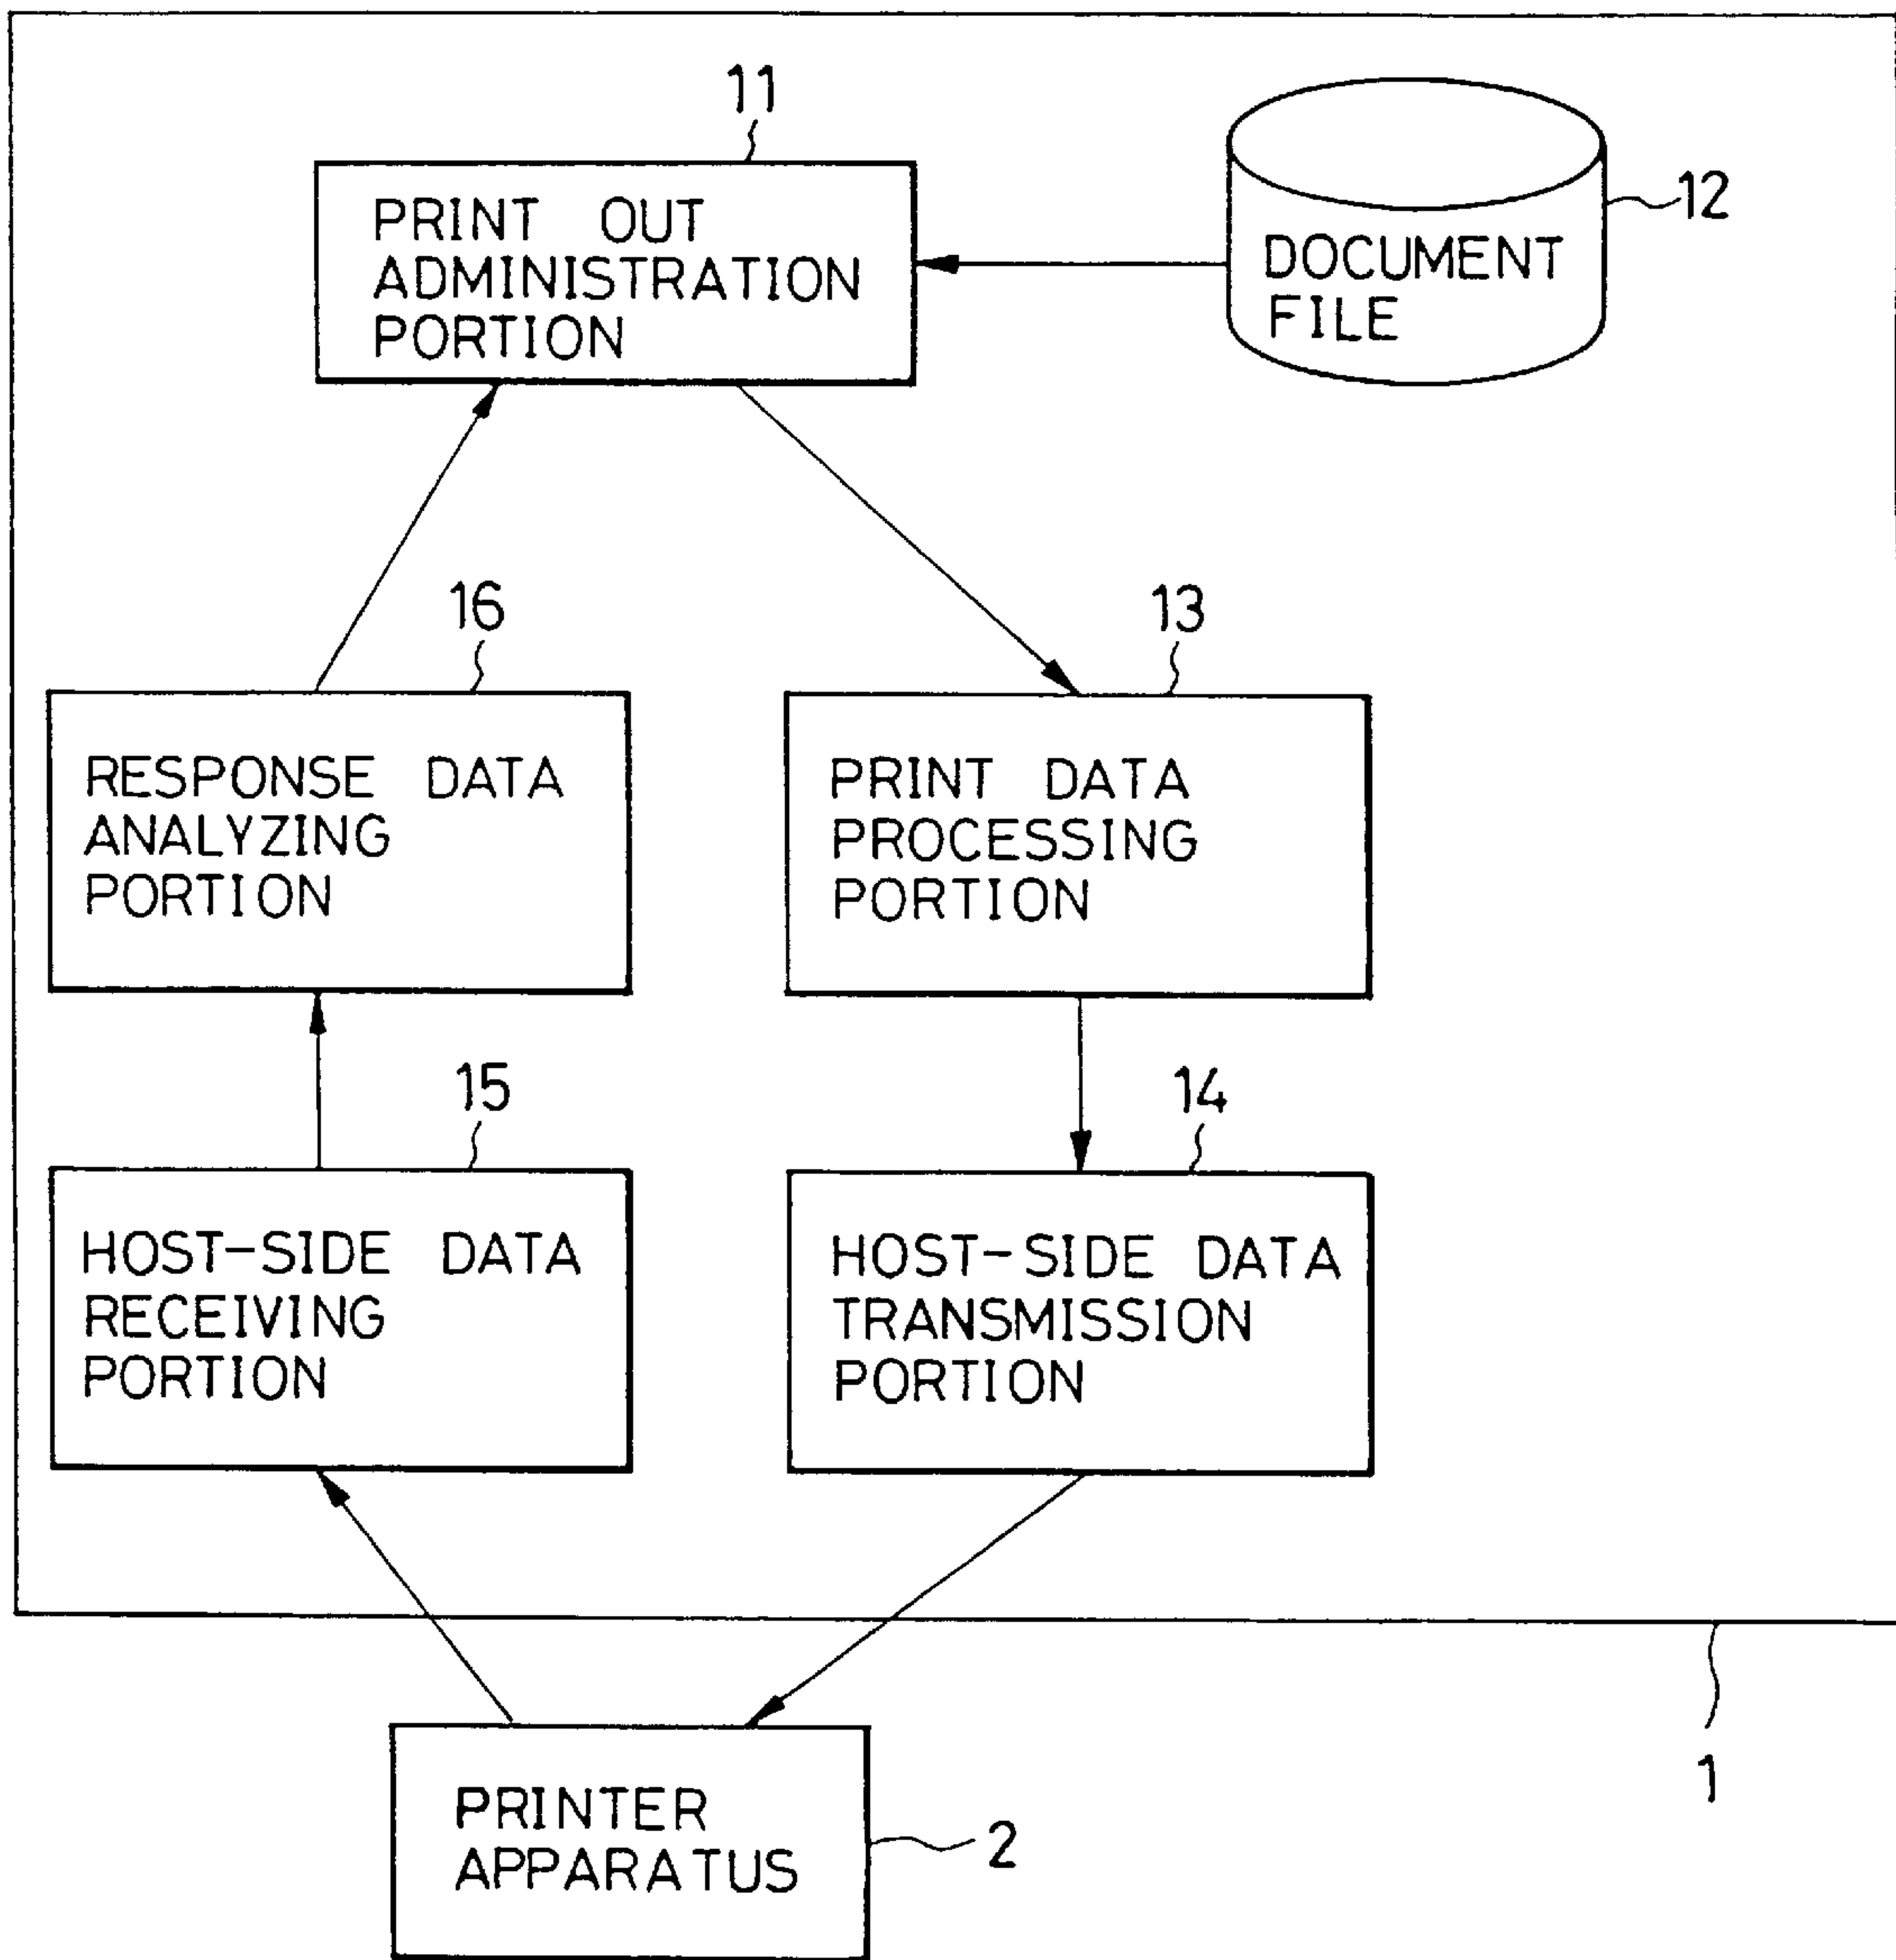 11
PRINT OUT
ADMINISTRATION
PORTION
12
DOCUMENT
FILE
16
RESPONSE DATA
ANALYZING
PORTION
13
PRINT DATA
PROCESSING
PORTION
15
HOST-SIDE DATA
RECEIVING
PORTION
14
HOST-SIDE DATA
TRANSMISSION
PORTION
1
PRINTER
APPARATUS
2